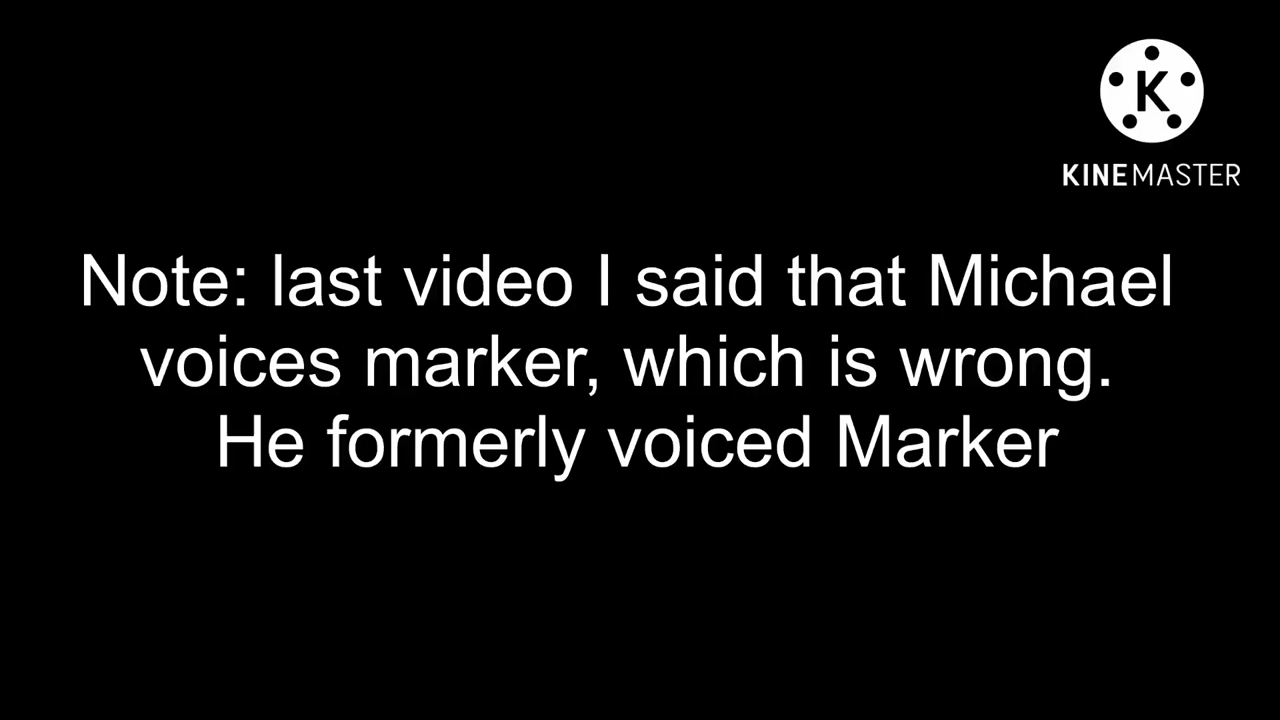 K
KINEMASTER
Note: last video I said that Michael
voices marker, which is wrong.
He formerly voiced Marker